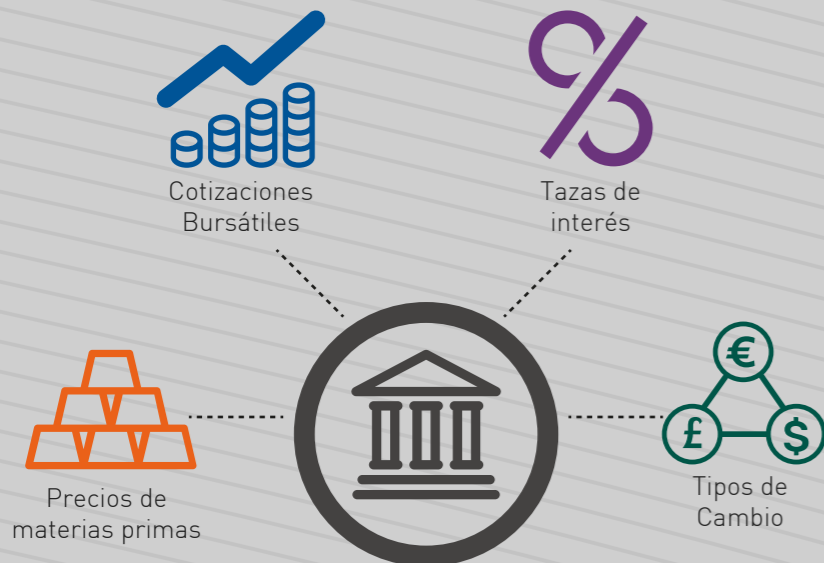 Cotizaciones
Bursátiles
Tazas de
interés
€
£
$
Precios de
materias primas
Tipos de
Cambio